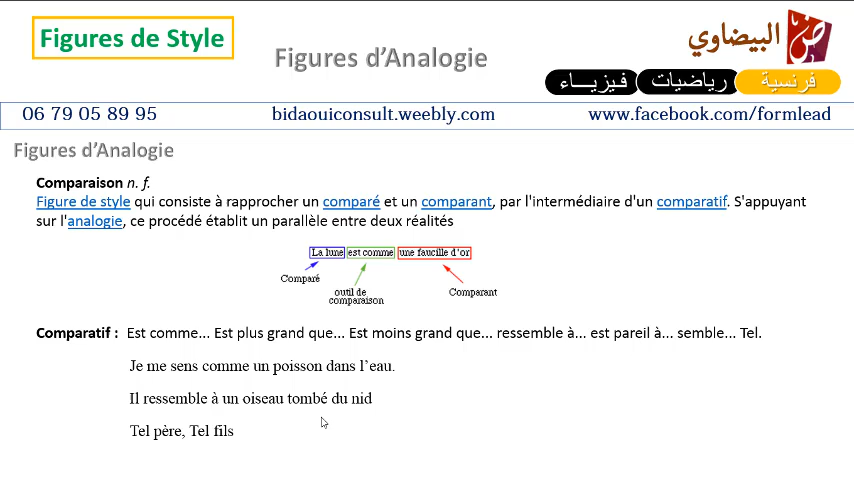 Figures de Style
Figures d'Analogie
البيضاوي
فيزيـــاء
رياضيات
فرنسية
06 79 05 89 95
bidaouiconsult.weebly.com
www.facebook.com/formlead
Figures d'Analogie
Comparaison n. f.
Figure de style qui consiste à rapprocher un comparé et un comparant, par l'intermédiaire d'un comparatif. S'appuyant
sur l'analogie, ce procédé établit un parallèle entre deux réalités
La lune est comme une faucille d'or
Comparé
outil de
comparaison
Comparant
Comparatif : Est comme... Est plus grand que... Est moins grand que... ressemble à... est pareil à... semble... Tel.
Je me sens comme un poisson dans l'eau.
Il ressemble à un oiseau tombé du nid
Tel père, Tel fils